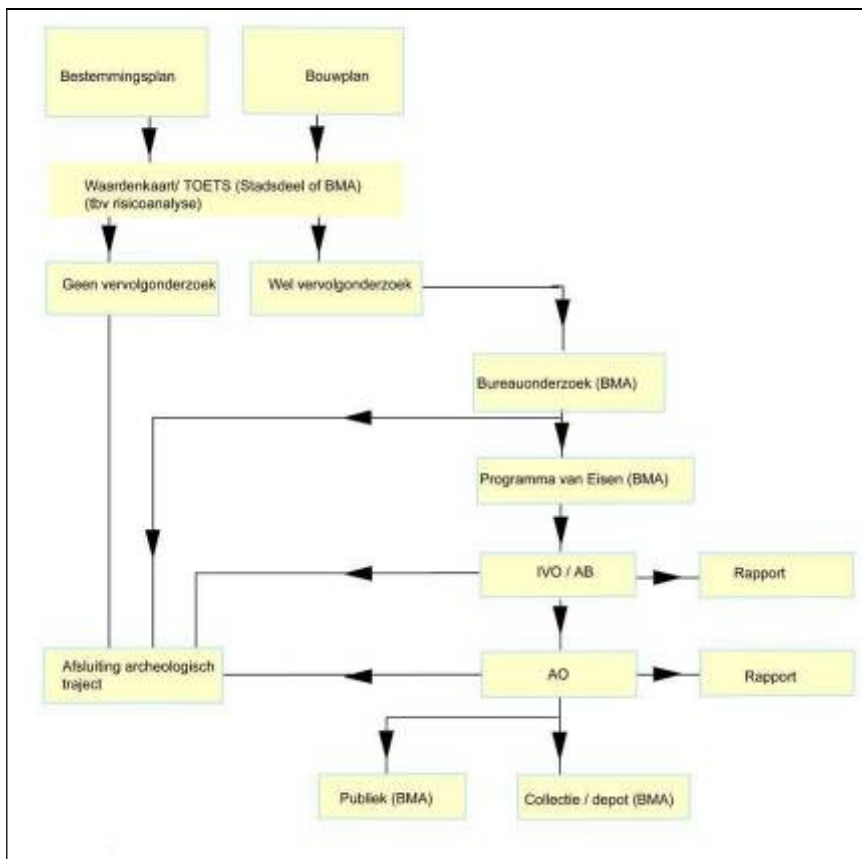 Bestemmingsplan
Bouwplan
Waardenkaart/ TOETS (Stadsdeel of BMA)
(tbv risicoanalyse)
Geen vervolgonderzoek
Wel vervolgonderzoek
Bureauonderzoek (BMA)
Programma van Eisen (BMA)
IVO / AB
Rapport
Afsluiting archeologisch
traject
AO
Rapport
Publiek (BMA)
Collectie / depot (BMA)